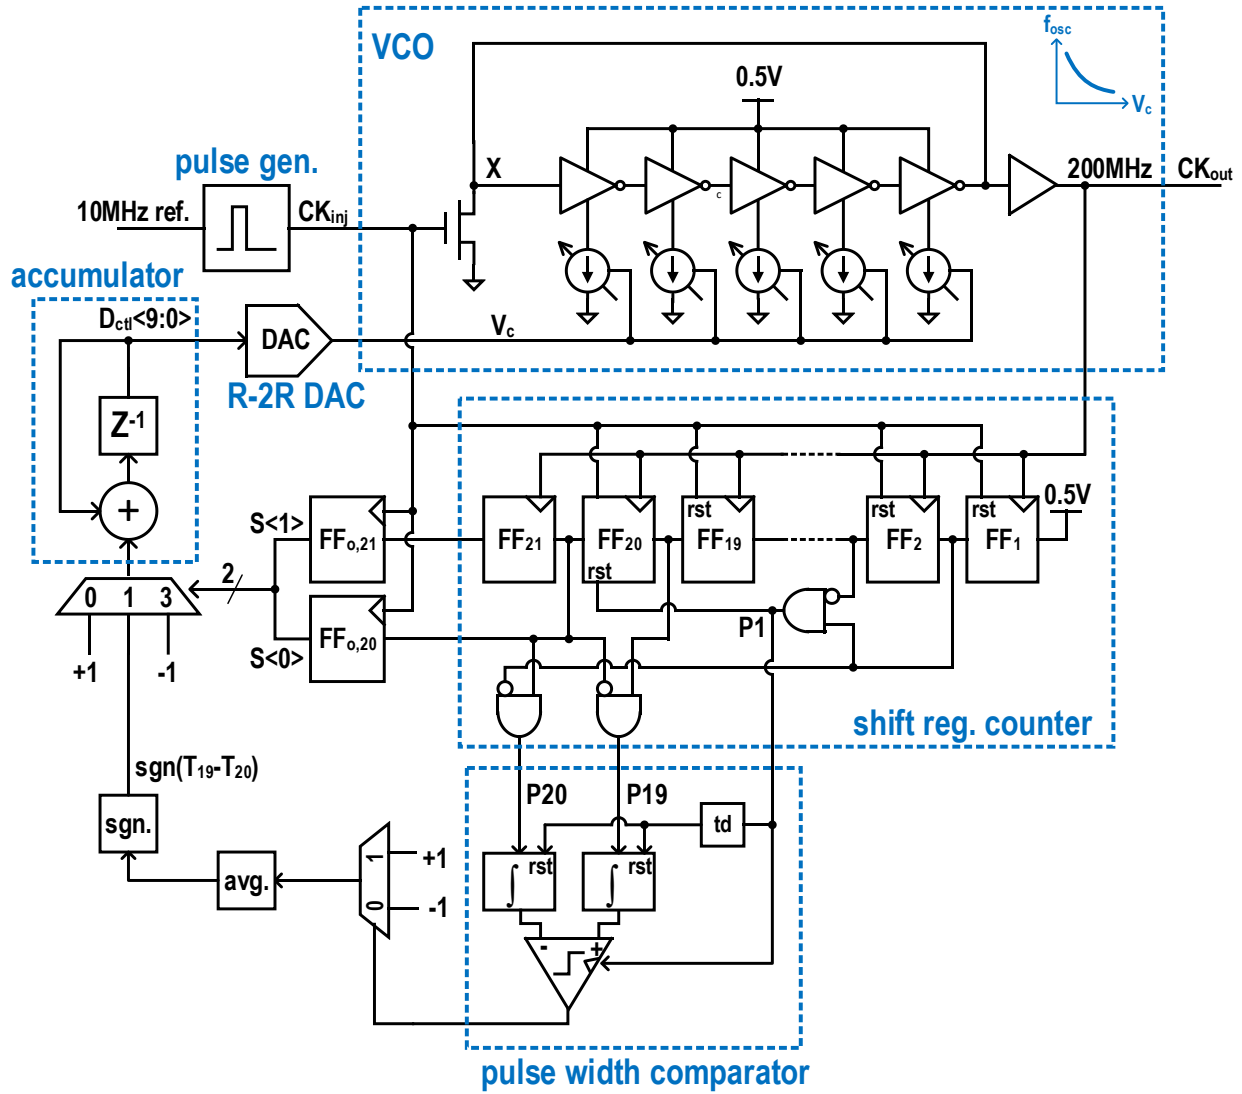 VCO
fosc
Vc
0.5V
pulse gen.
X
200MHz CKout
10MHz ref.
CKinj
c
accumulator
Dctl<9:0>
DAC
Vc
R-2R DAC
Z-1
+
rst rst rst rst
0.5V
S<1>
FFo,21
FF21
FF20
FF19
FF2
FF1
rst
2
0 1 3
P1
S<0>
FFo,20
+1
-1
shift reg. counter
sgn(T19-T20)
P20
P19
td
sgn.
1
+1
rst
rst
∫
∫
avg.
0
-1
- +
pulse width comparator